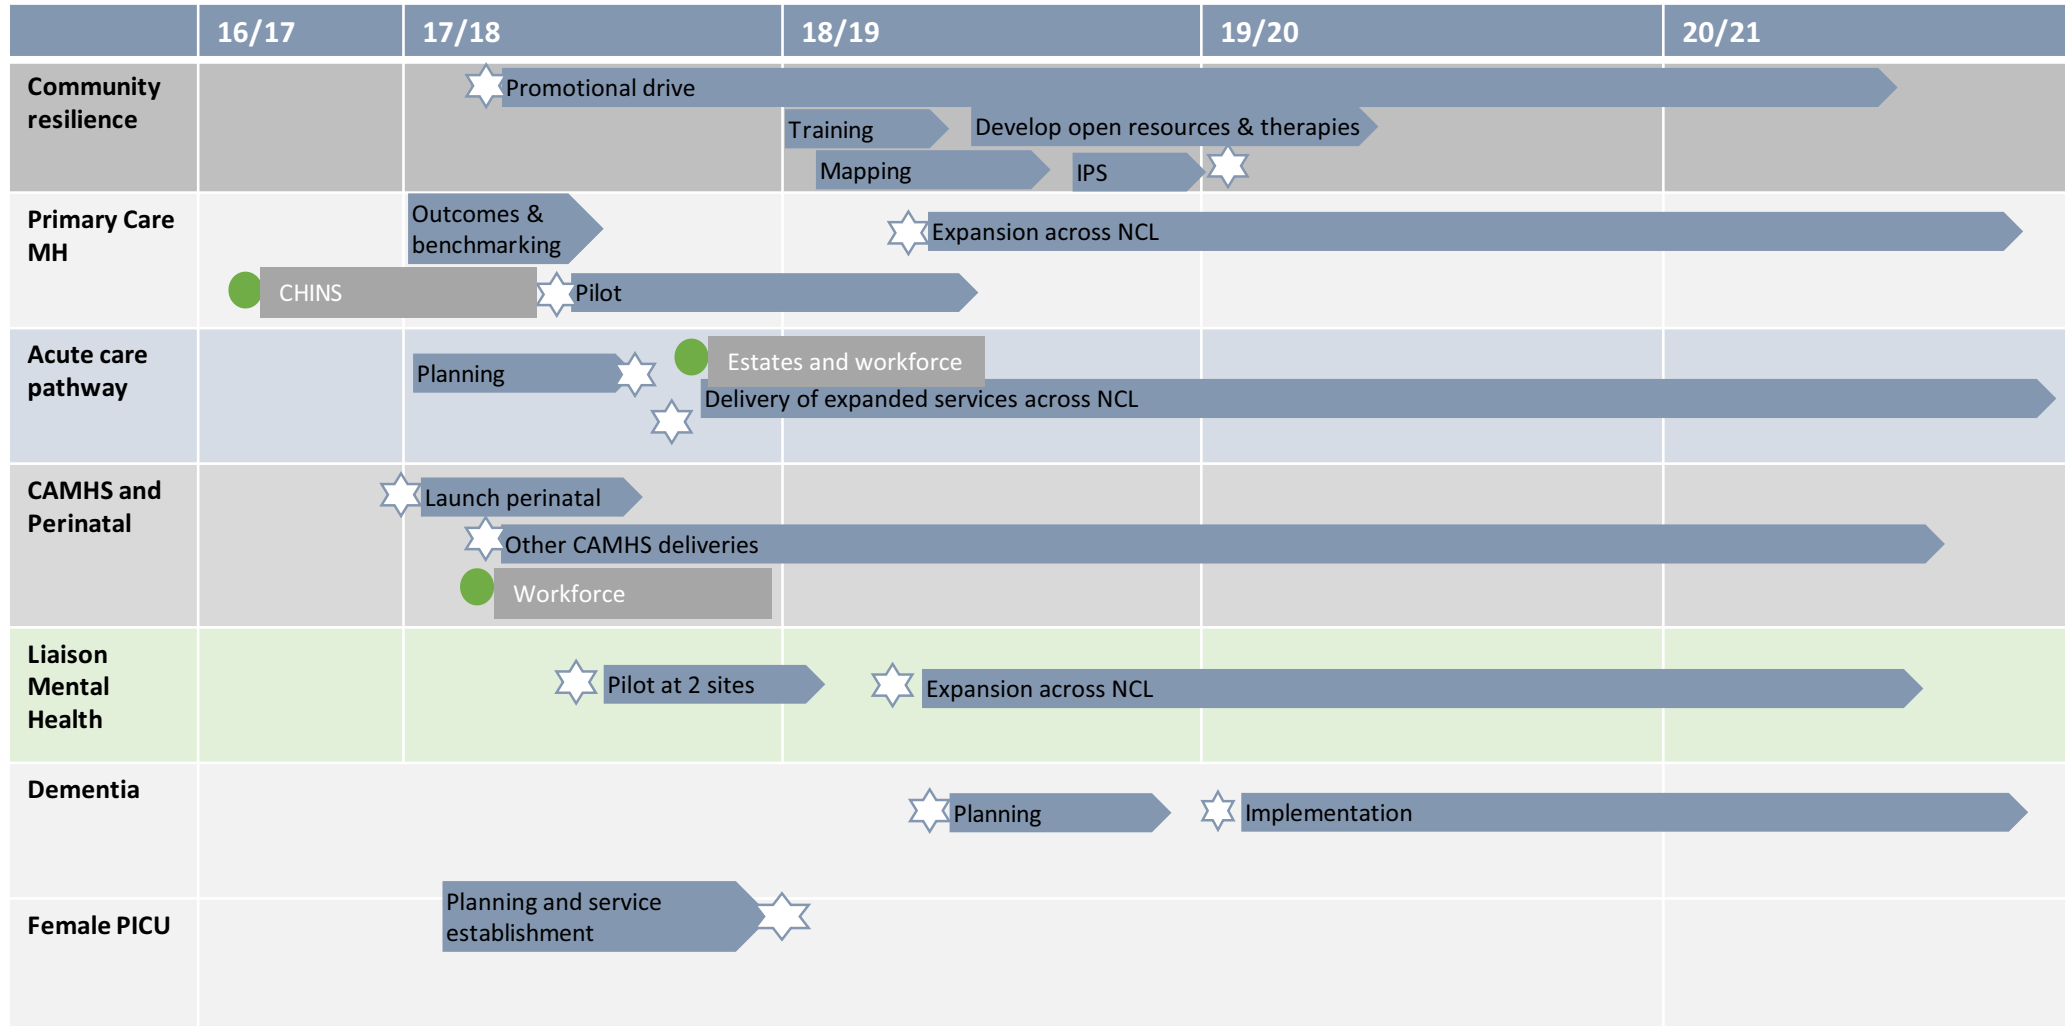 16/17
17/18
18/19
19/20
20/21
Community
resilience
Promotional drive
Training
Develop open resources & therapies
Mapping
IPS
Primary Care
MH
Outcomes &
benchmarking
Expansion across NCL
CHINS
Pilot
Acute care
pathway
Planning
Estates and workforce
Delivery of expanded services across NCL
CAMHS and
Perinatal
Launch perinatal
Other CAMHS deliveries
Workforce
Liaison
Mental
Health
Pilot at 2 sites
Expansion across NCL
Dementia
Planning
Implementation
Female PICU
Planning and service
establishment